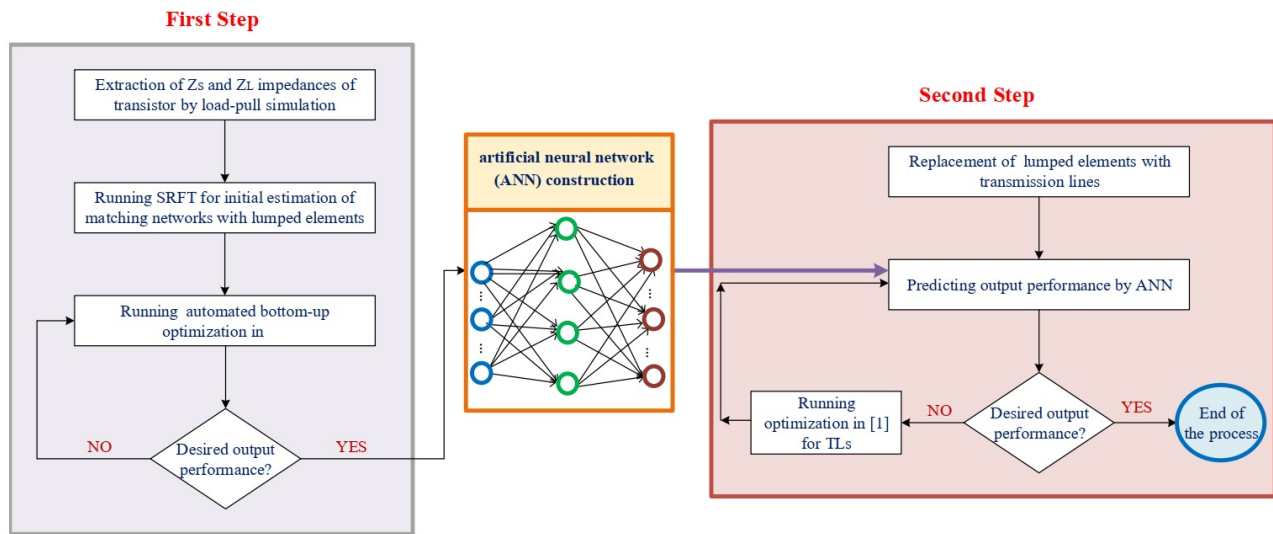 First Step
Extraction of Zs and ZL impedances of
transistor by load-pull simulation
Running SRFT for initial estimation of
matching networks with lumped elements
Running automated bottom-up
optimization in
NO
Desired output
performance?
YES
artificial neural network
(ANN) construction
Second Step
Replacement of lumped elements with
transmission lines
Predicting output performance by ANN
Running
optimization in [1]
for TLs
NO
Desired output
performance?
YES
End of
the process